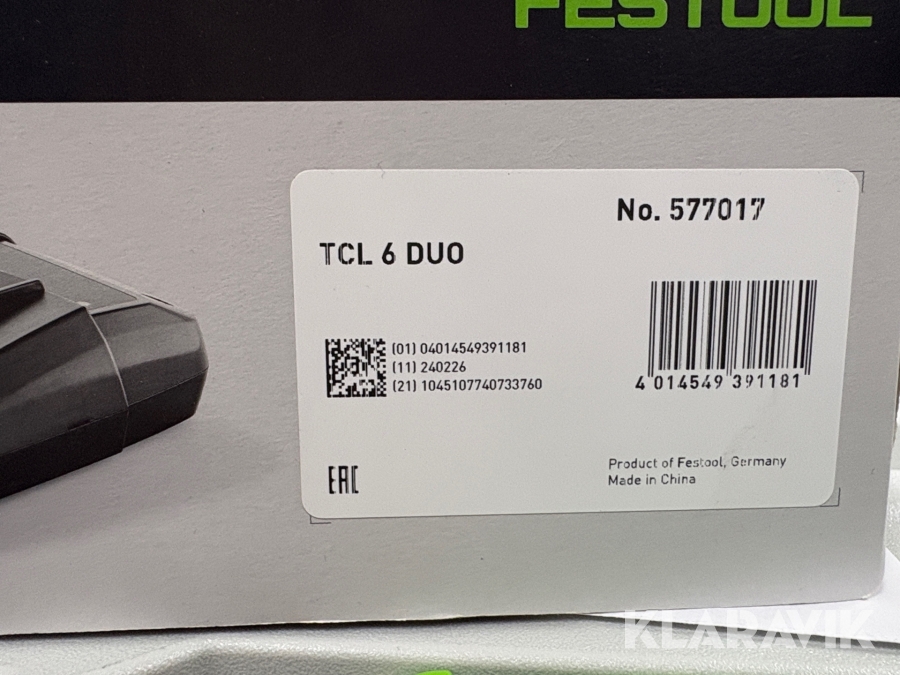 FESTOOL
No. 577017
TCL 6 DUO
(01) 04014549391181
(11) 240226
(21) 1045107740733760
4 014549 391181
EAC
Product of Festool, Germany
Made in China
KLARAVIK